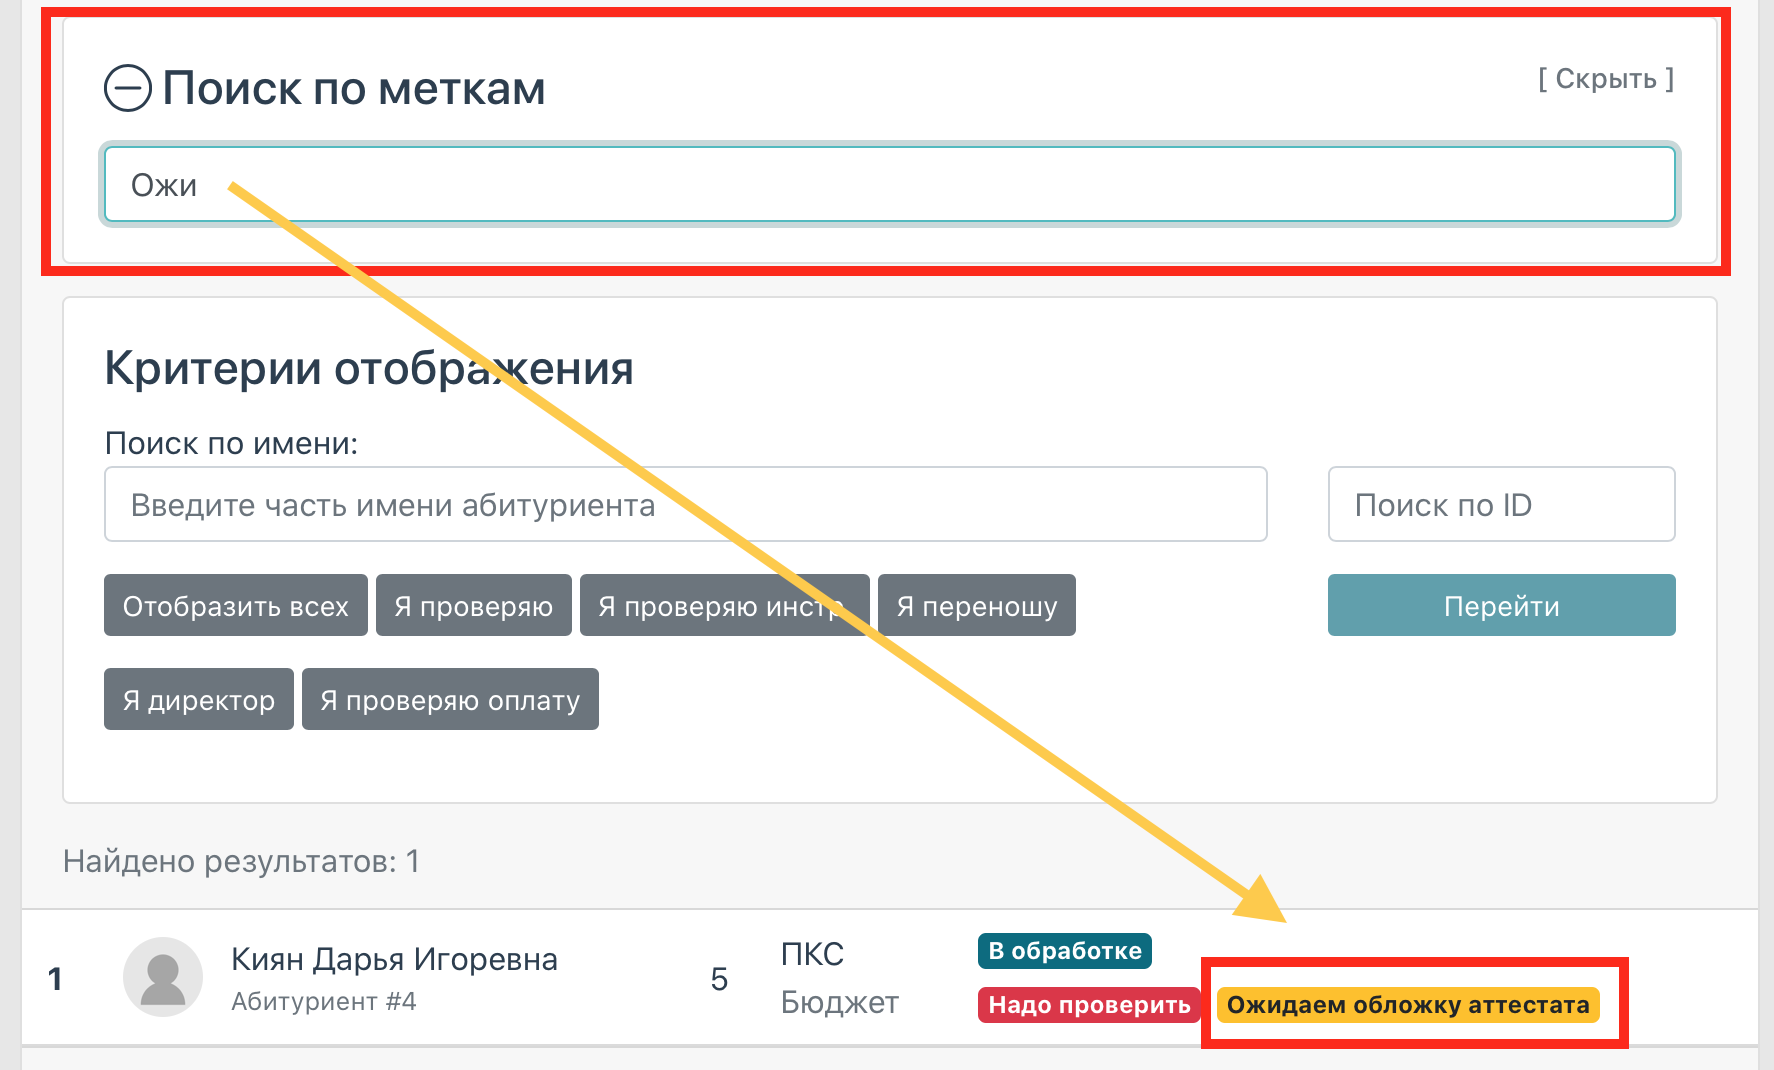 Поиск по меткам
[ Скрыть ]
Ожи
Критерии отображения
Поиск по имени:
Введите часть имени абитуриента
Поиск по ID
Отобразить всех
Я проверяю
Я проверяю инстр.
Я переношу
Перейти
Я директор
Я проверяю оплату
Найдено результатов: 1
1
Киян Дарья Игоревна
Абитуриент #4
5
ПКС
Бюджет
В обработке
Надо проверить
Ожидаем обложку аттестата